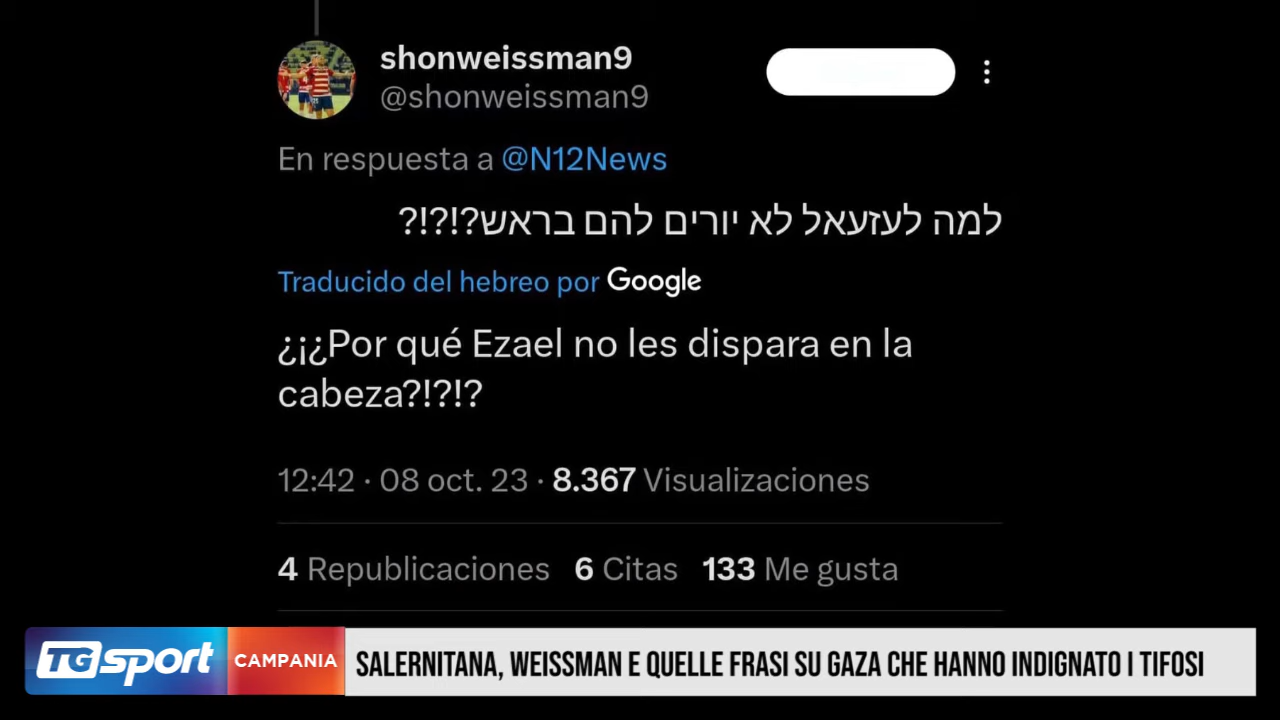 shonweissman9
@shonweissman9
En respuesta a @N12News
למה לעזעאל לא יורים להם בראש?!?!?
Traducido del hebreo por Google
¿¡¿Por qué Ezael no les dispara en la
cabeza?!?!?
12:42 · 08 oct. 23 · 8.367 Visualizaciones
4 Republicaciones 6 Citas 133 Me gusta
TG sport CAMPANIA SALERNITANA, WEISSMAN E QUELLE FRASI SU GAZA CHE HANNO INDIGNATO I TIFOSI